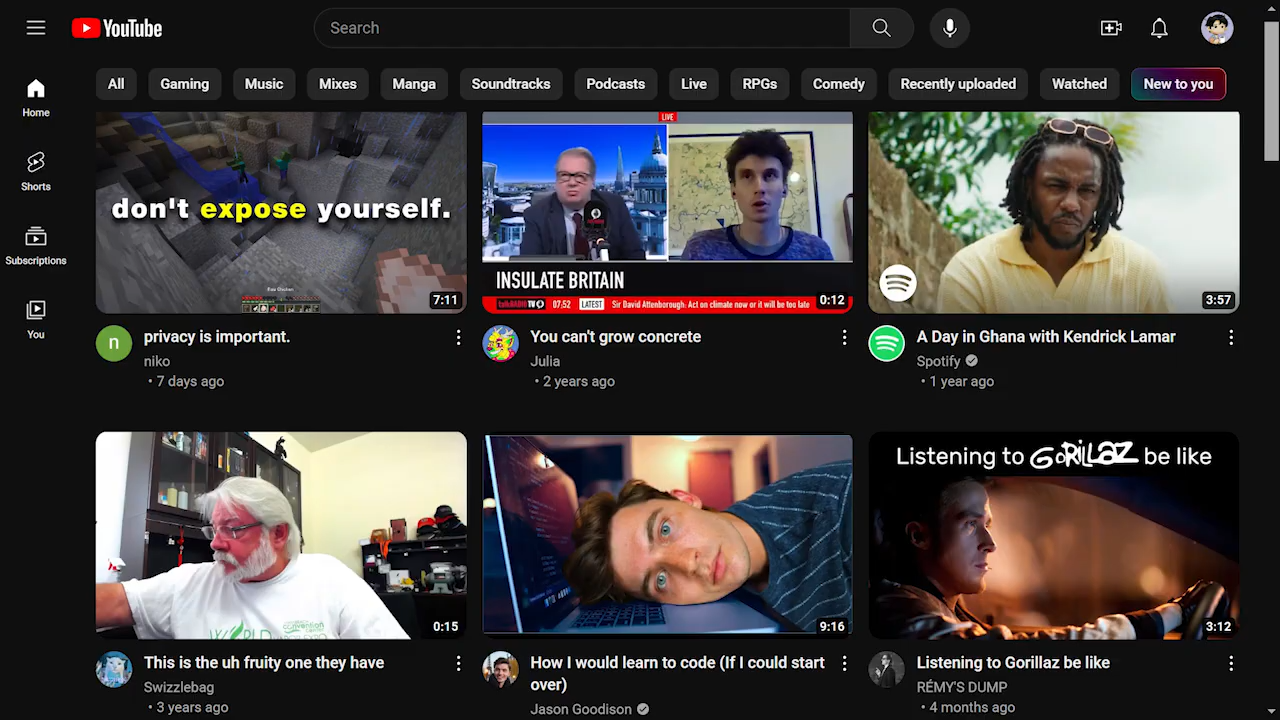 YouTube
Search
All
Gaming
Music
Mixes
Manga
Soundtracks
Podcasts
Live
RPGs
Comedy
Recently uploaded
Watched
New to you
Home
Shorts
Subscriptions
You
don't expose yourself.
7:11
n
privacy is important.
niko
• 7 days ago
LIVE
INSULATE BRITAIN
talkRADIO TV
07:52
LATEST
Sir David Attenborough: Act on climate now or it will be too late
0:12
You can't grow concrete
Julia
• 2 years ago
3:57
A Day in Ghana with Kendrick Lamar
Spotify
• 1 year ago
convention
0:15
This is the uh fruity one they have
Swizzlebag
• 3 years ago
9:16
How I would learn to code (If I could start
over)
Jason Goodison
Listening to GORILLAZ be like
3:12
Listening to Gorillaz be like
RÉMY'S DUMP
• 4 months ago